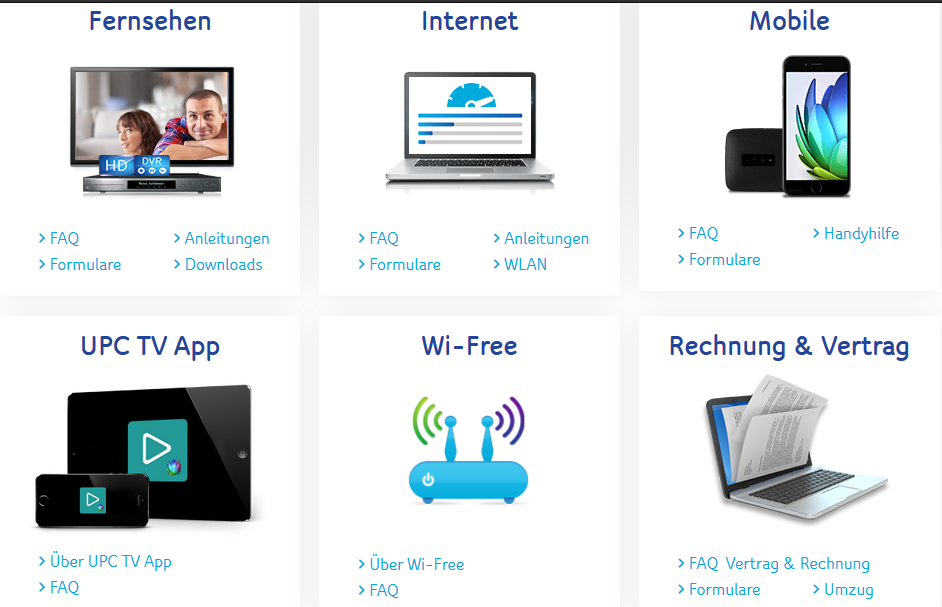 Fernsehen
Internet
Mobile
HD DVR
FAQ
Anleitungen
Formulare
Downloads
FAQ
Anleitungen
Formulare
WLAN
FAQ
Handyhilfe
Formulare
UPC TV App
Wi-Free
Rechnung & Vertrag
Über UPC TV App
FAQ
Über Wi-Free
FAQ
FAQ Vertrag & Rechnung
Formulare
Umzug